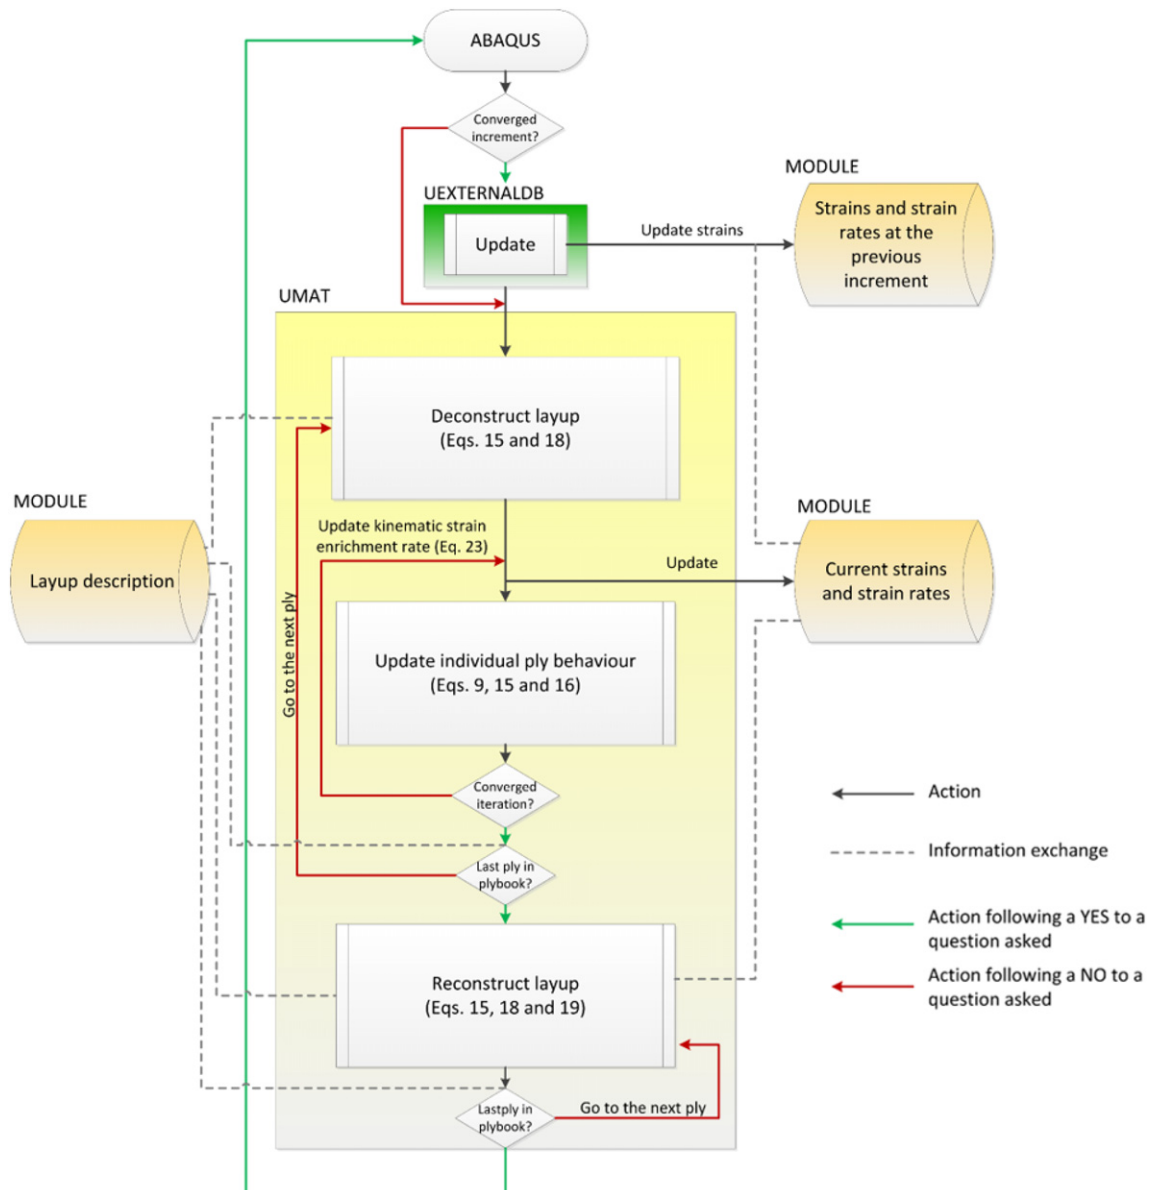 ABAQUS
Converged
increment?
UEXTERNALDB
Update
Update strains
MODULE
Strains and strain
rates at the
previous
increment
UMAT
Deconstruct layup
(Eqs. 15 and 18)
MODULE
Layup description
Update kinematic strain
enrichment rate (Eq. 23)
Go to the next ply
Update
MODULE
Current strains
and strain rates
Update individual ply behaviour
(Eqs. 9, 15 and 16)
Converged
iteration?
Last ply in
plybook?
Reconstruct layup
(Eqs. 15, 18 and 19)
Go to the next ply
Lastply in
plybook?
Action
Information exchange
Action following a YES to a
question asked
Action following a NO to a
question asked